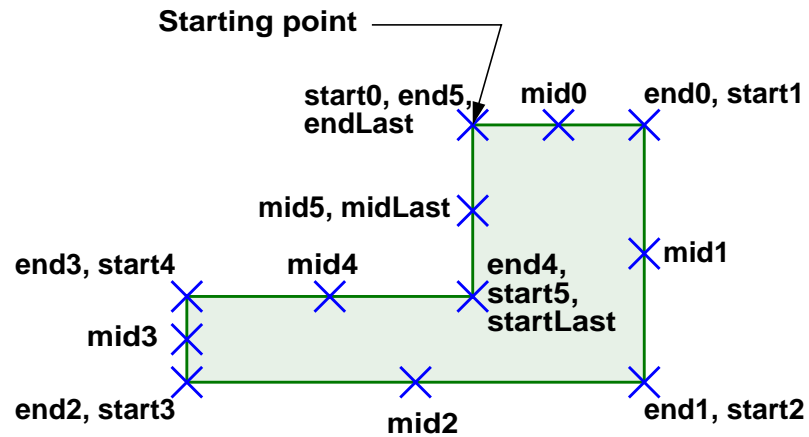 Starting point
start0, end5,
endLast
mid0
end0, start1
mid5, midLast
mid1
end3, start4
mid4
end4,
start5,
startLast
mid3
end2, start3
mid2
end1, start2